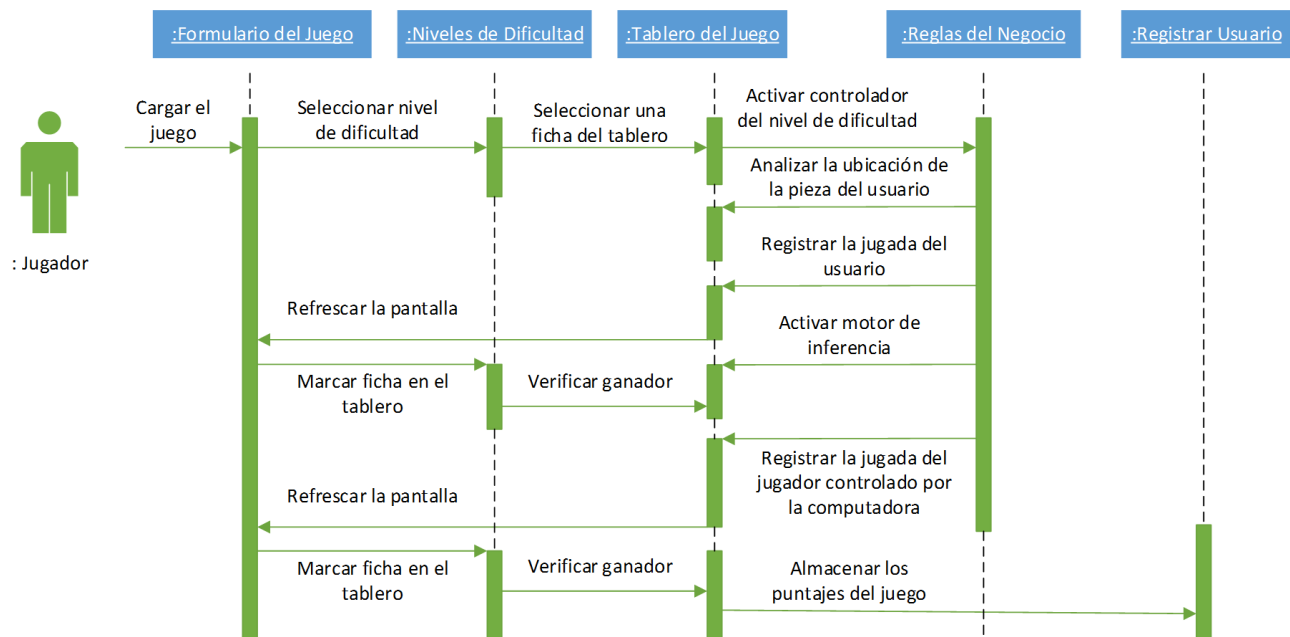 :Formulario del Juego
:Niveles de Dificultad
:Tablero del Juego
:Reglas del Negocio
:Registrar Usuario
Cargar el
juego
Seleccionar nivel
de dificultad
Seleccionar una
ficha del tablero
Activar controlador
del nivel de dificultad
Analizar la ubicación de
la pieza del usuario
: Jugador
Registrar la jugada del
usuario
Refrescar la pantalla
Activar motor de
inferencia
Marcar ficha en el
tablero
Verificar ganador
Registrar la jugada del
jugador controlado por
la computadora
Refrescar la pantalla
Marcar ficha en el
tablero
Verificar ganador
Almacenar los
puntajes del juego